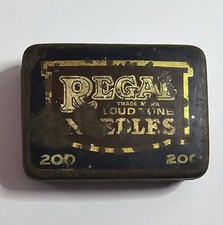 REGAL
TRADE MARK
LOUD TONE
NEEDLES
200 200